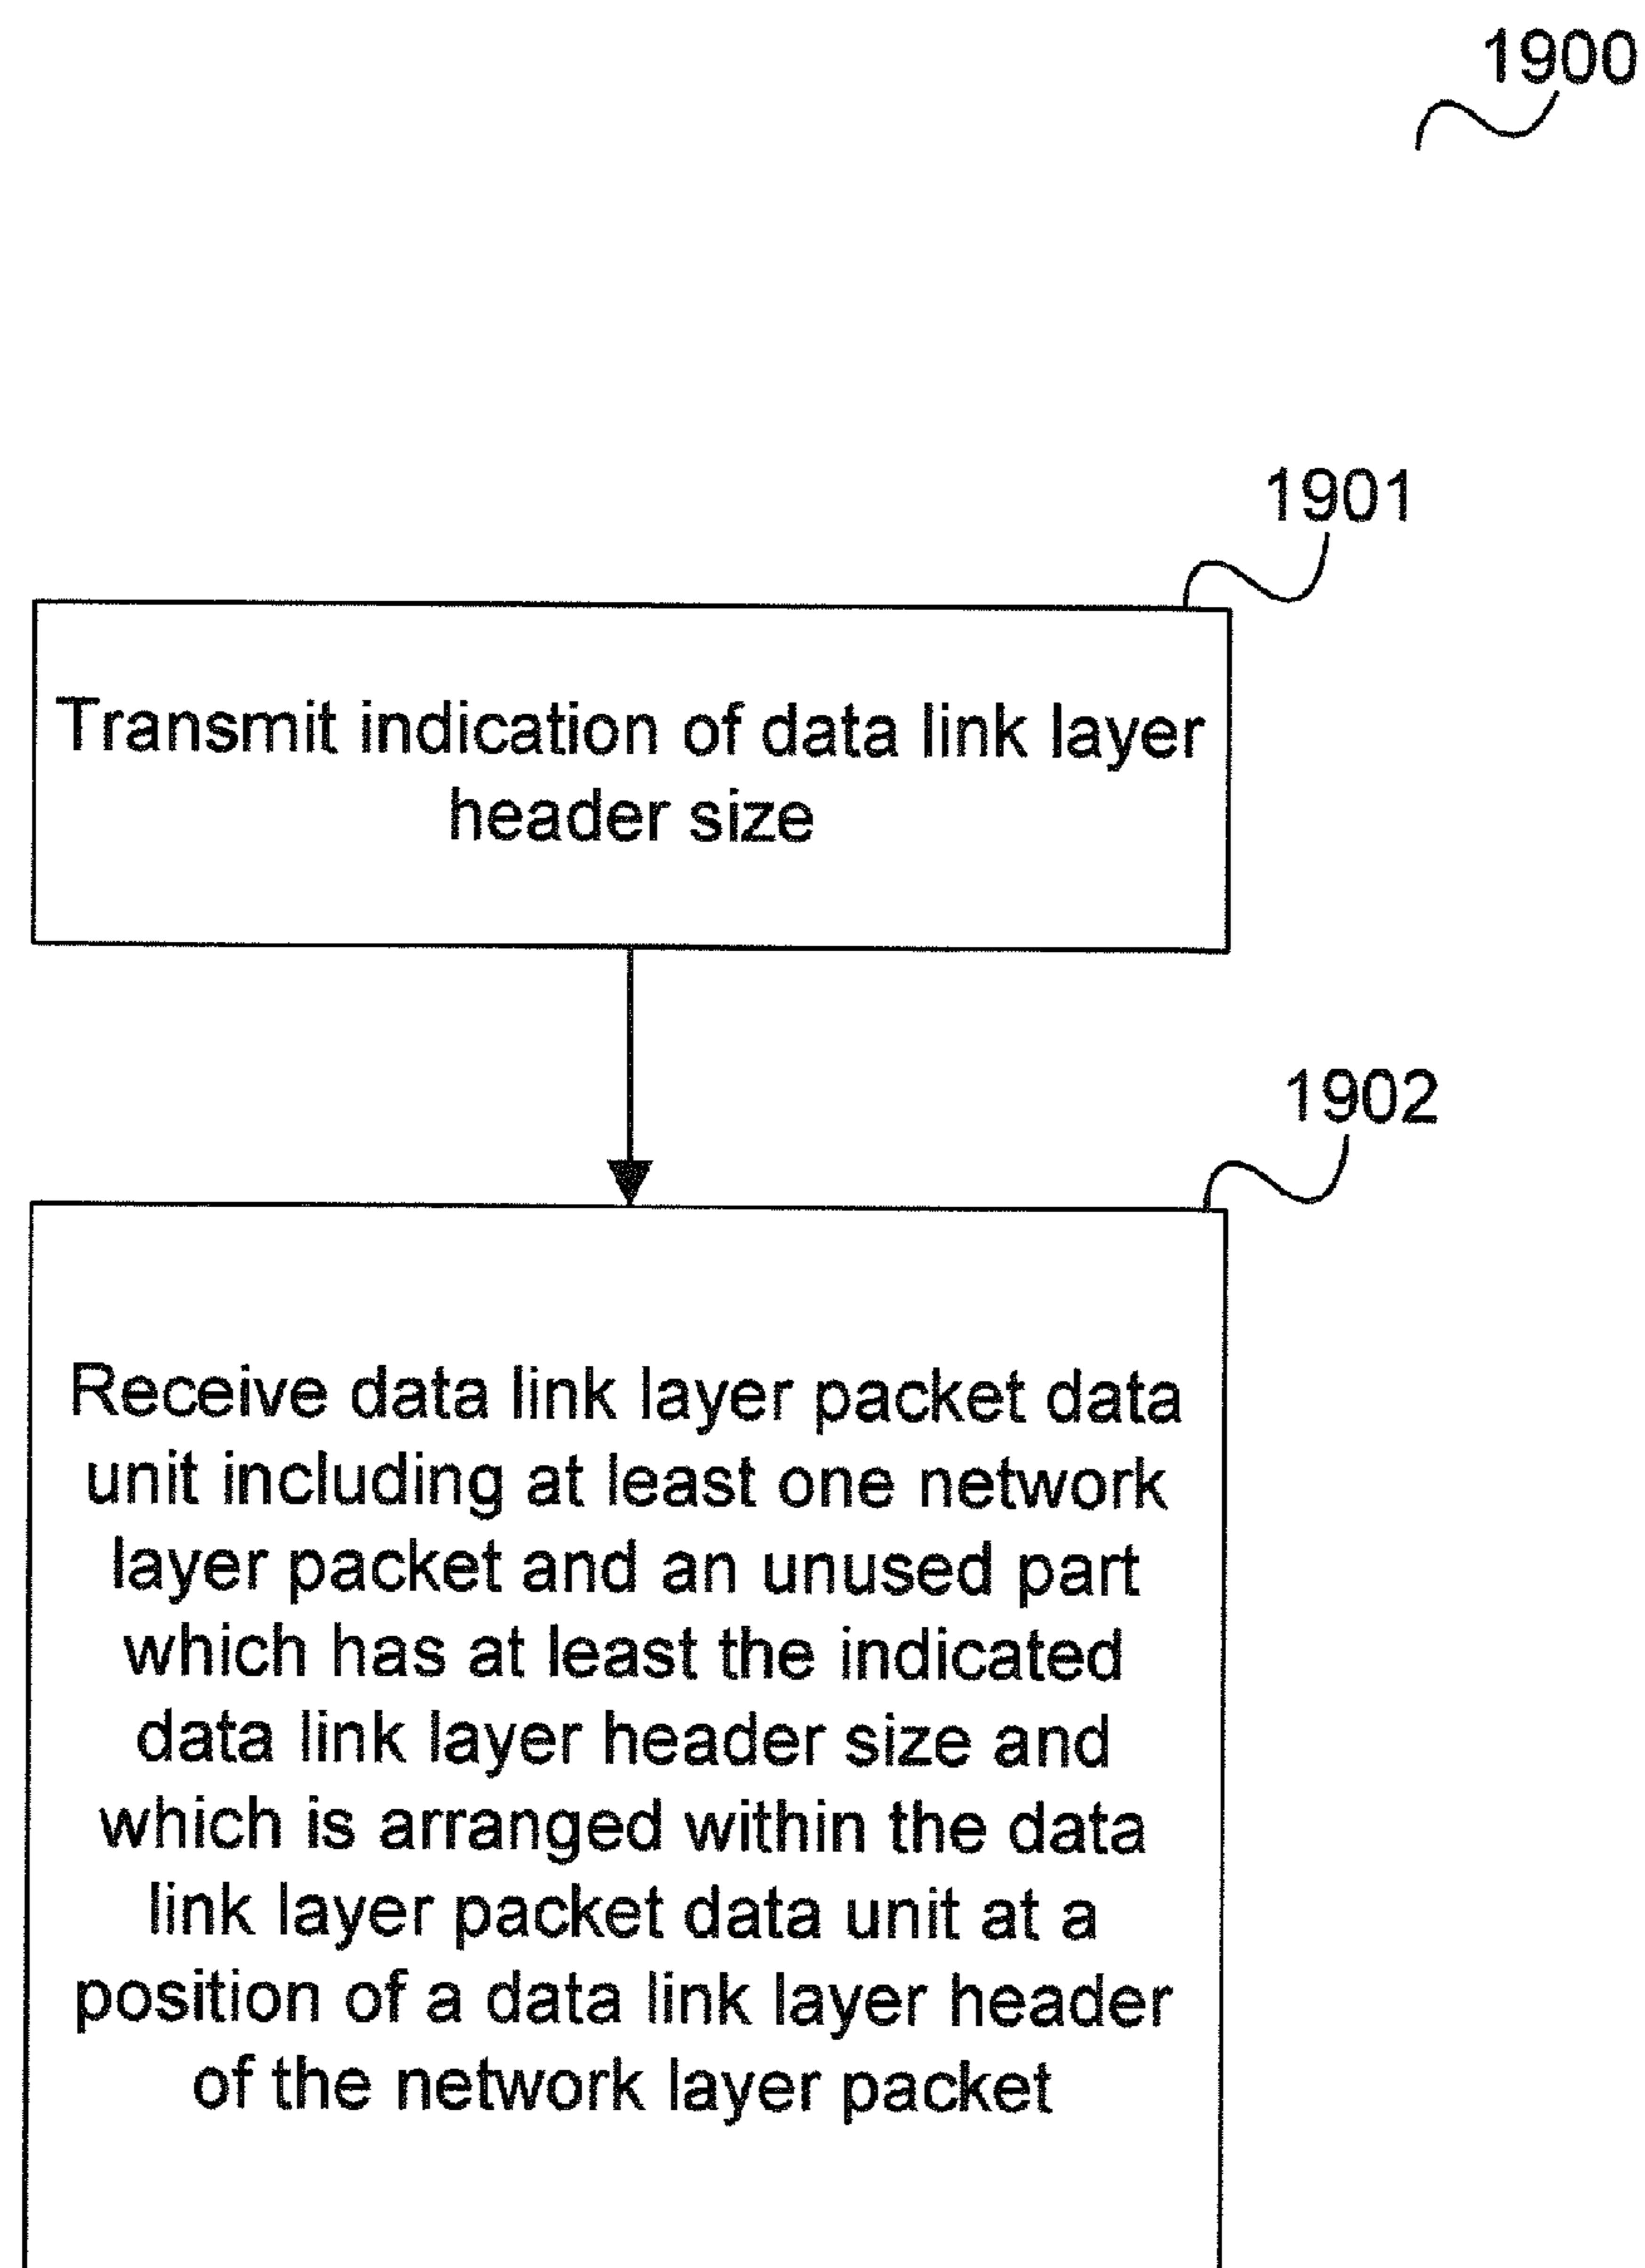 1900
1901
Transmit indication of data link layer
header size
1902
Receive data link layer packet data
unit including at least one network
layer packet and an unused part
which has at least the indicated
data link layer header size and
which is arranged within the data
link layer packet data unit at a
position of a data link layer header
of the network layer packet